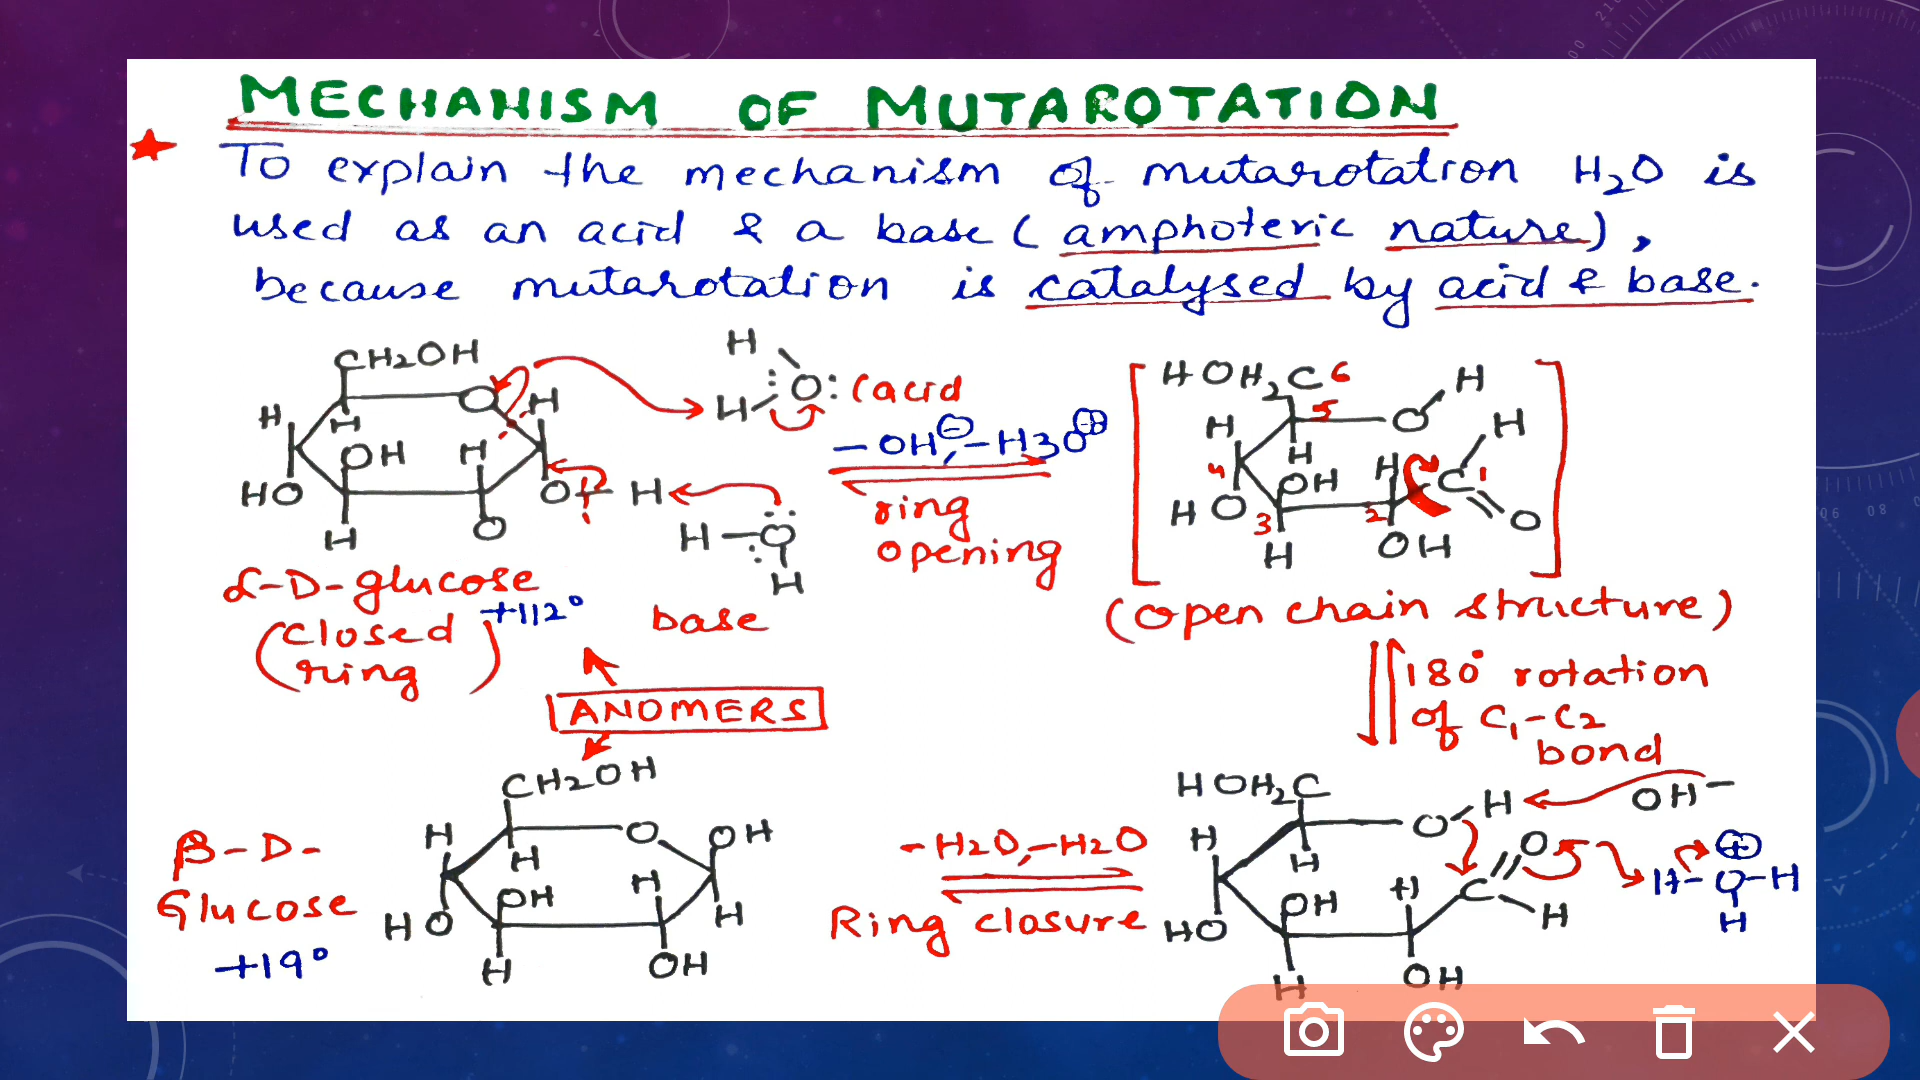 MECHANISM OF MUTAROTATION
★ To explain the mechanism of mutarotation H2O is
used as an acid & a base (amphoteric nature),
because mutarotation is catalysed by acid & base.
CH2OH
H
H O: (acid
H
H O H
H
OH H
HO O H
H O
H-O
H
- OH⊖, -H3O⊕
ring
opening
HOH2C 6
5 O H
H
H H
4 OH H C 1
HO 3 2 O
H OH
α-D-glucose
+112°
(closed
ring)
base
(open chain structure)
ANOMERS
180° rotation
of C1-C2
bond
CH2OH
H O OH
H
OH H
HO H
H OH
β-D-
Glucose
+19°
-H2O, -H2O
Ring closure
HOH2C
H O H OH-
H O H-O-H ⊕
OH H C H
HO H
H OH